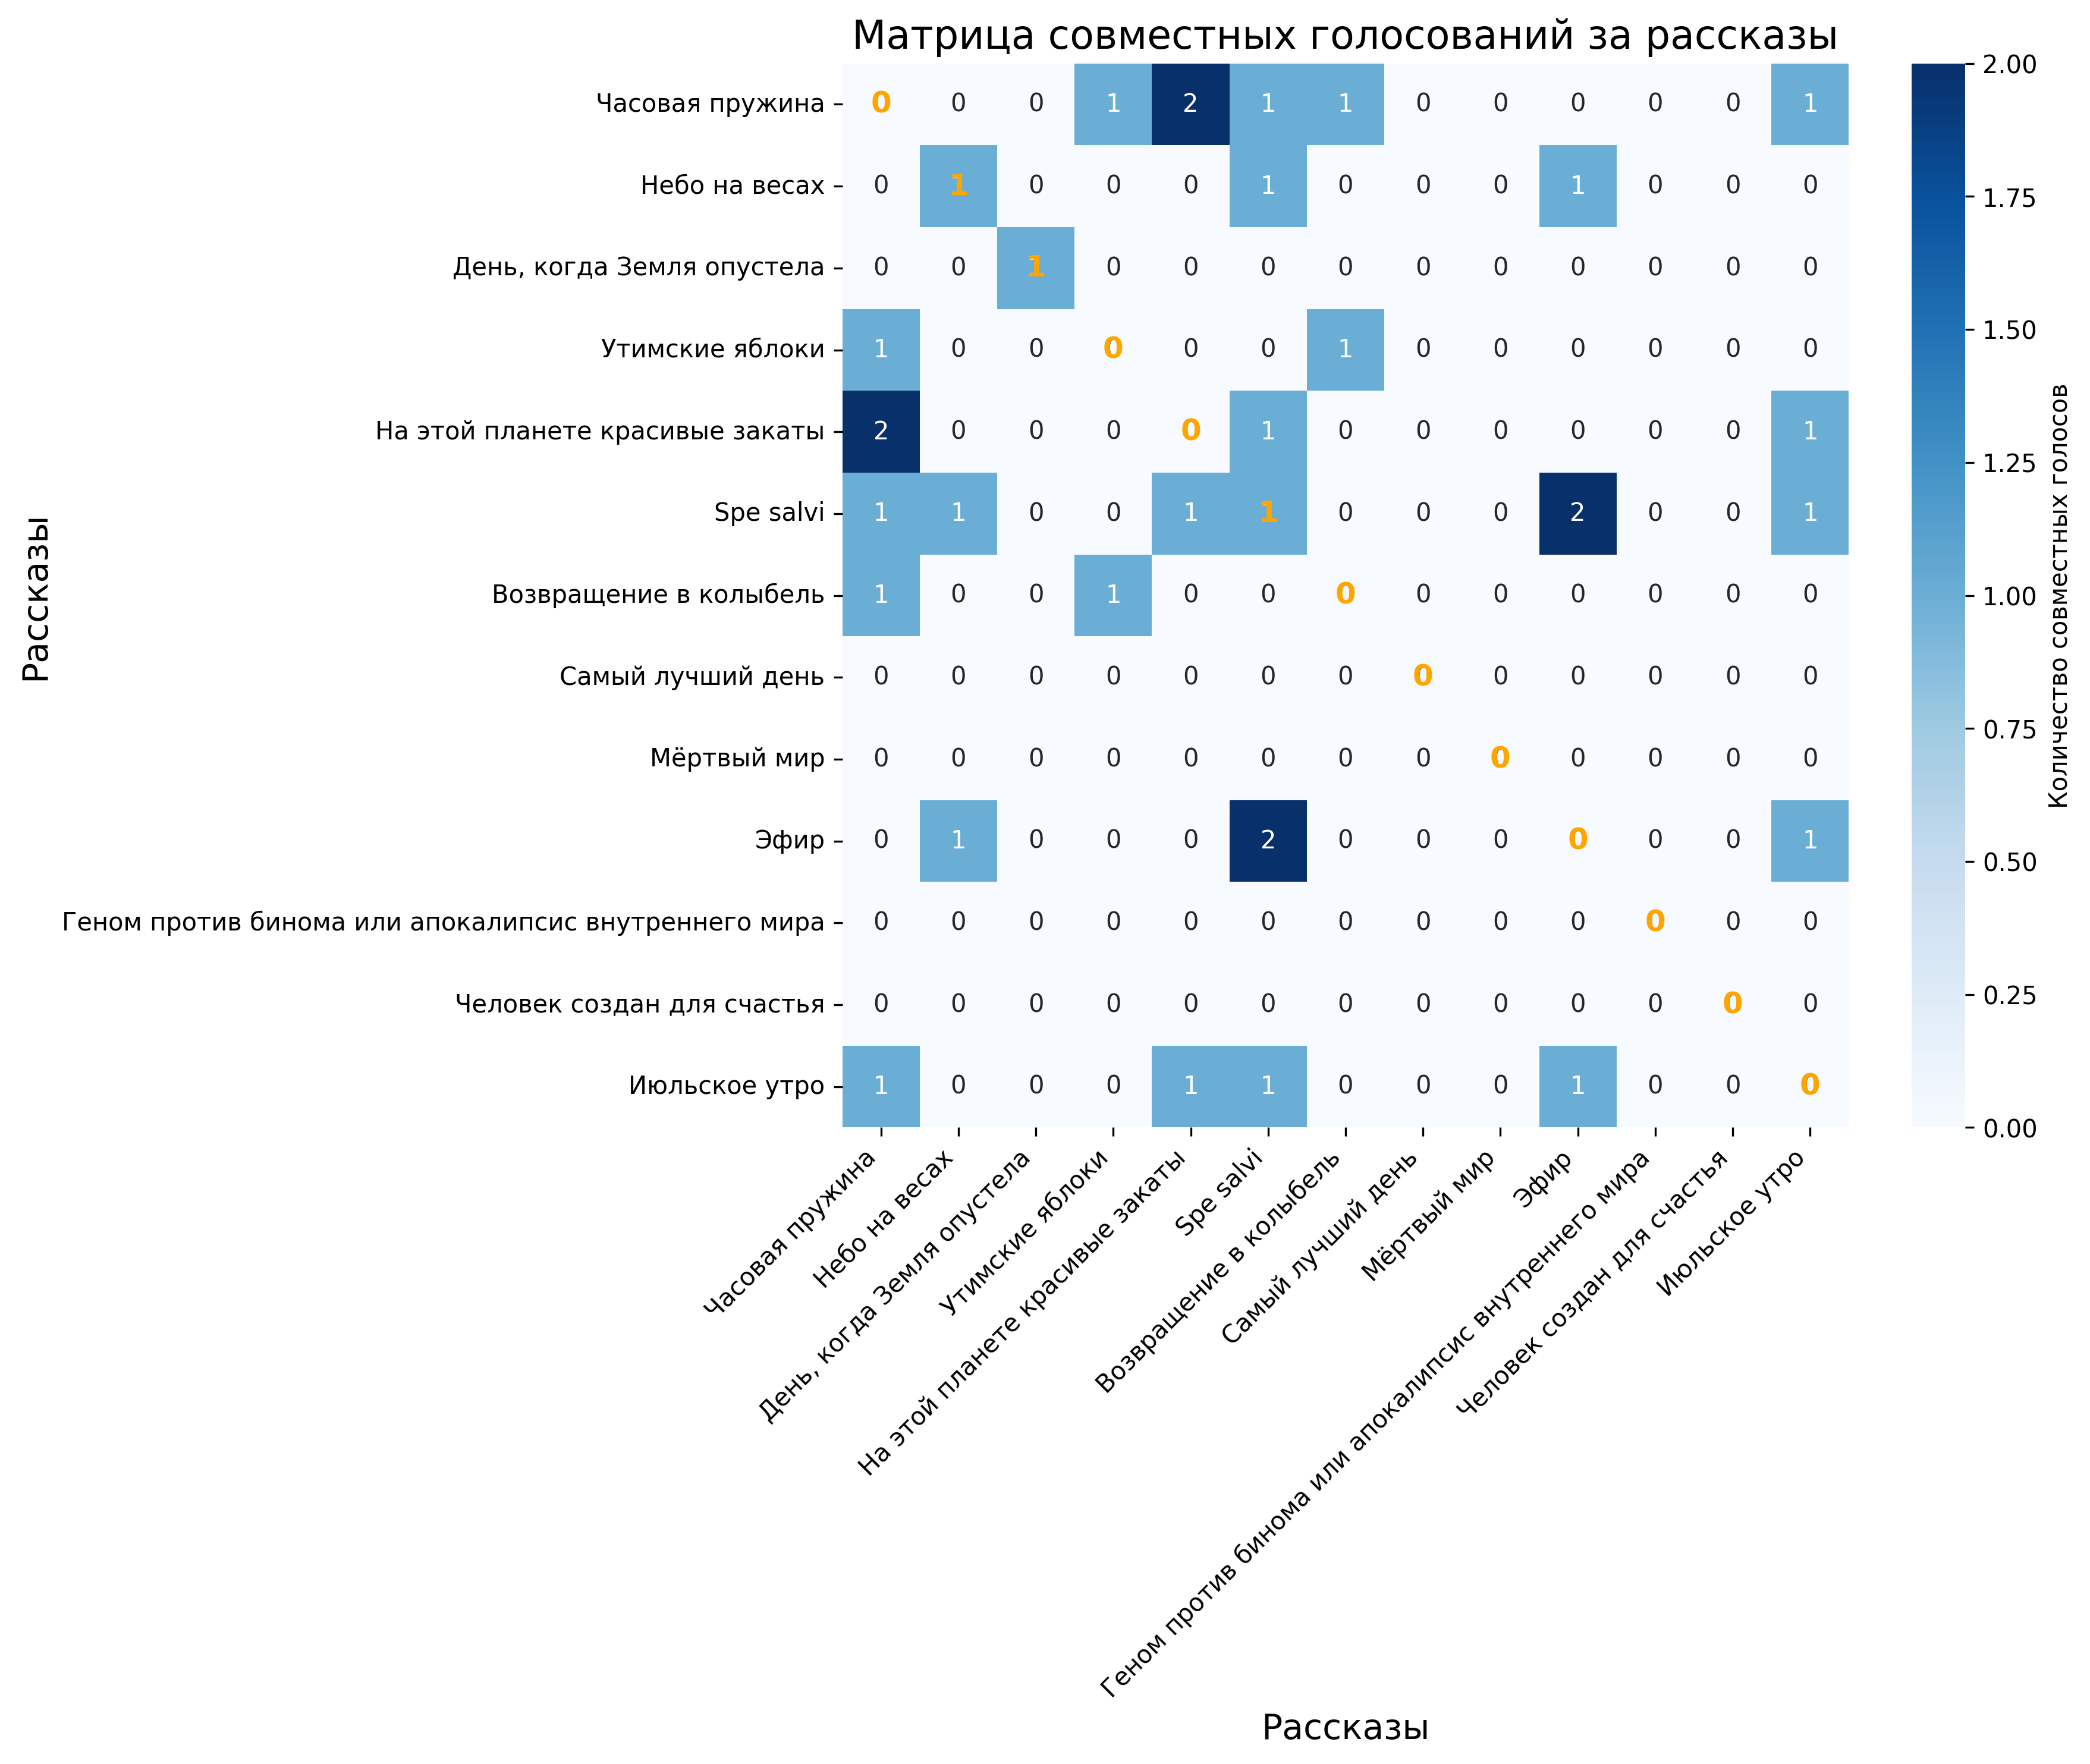 Матрица совместных голосований за рассказы
Рассказы
Часовая пружина 0 0 0 1 2 1 1 0 0 0 0 0 1
Небо на весах 0 1 0 0 0 1 0 0 0 1 0 0 0
День, когда Земля опустела 0 0 1 0 0 0 0 0 0 0 0 0 0
Утимские яблоки 1 0 0 0 0 0 1 0 0 0 0 0 0
На этой планете красивые закаты 2 0 0 0 0 1 0 0 0 0 0 0 1
Spe salvi 1 1 0 0 1 1 0 0 0 2 0 0 1
Возвращение в колыбель 1 0 0 1 0 0 0 0 0 0 0 0 0
Самый лучший день 0 0 0 0 0 0 0 0 0 0 0 0 0
Мёртвый мир 0 0 0 0 0 0 0 0 0 0 0 0 0
Эфир 0 1 0 0 0 2 0 0 0 0 0 0 1
Геном против бинома или апокалипсис внутреннего мира 0 0 0 0 0 0 0 0 0 0 0 0 0
Человек создан для счастья 0 0 0 0 0 0 0 0 0 0 0 0 0
Июльское утро 1 0 0 0 1 1 0 0 0 1 0 0 0
Часовая пружина
Небо на весах
День, когда Земля опустела
Утимские яблоки
На этой планете красивые закаты
Spe salvi
Возвращение в колыбель
Самый лучший день
Мёртвый мир
Эфир
Геном против бинома или апокалипсис внутреннего мира
Человек создан для счастья
Июльское утро
Рассказы
2.00
1.75
1.50
1.25
1.00
0.75
0.50
0.25
0.00
Количество совместных голосов